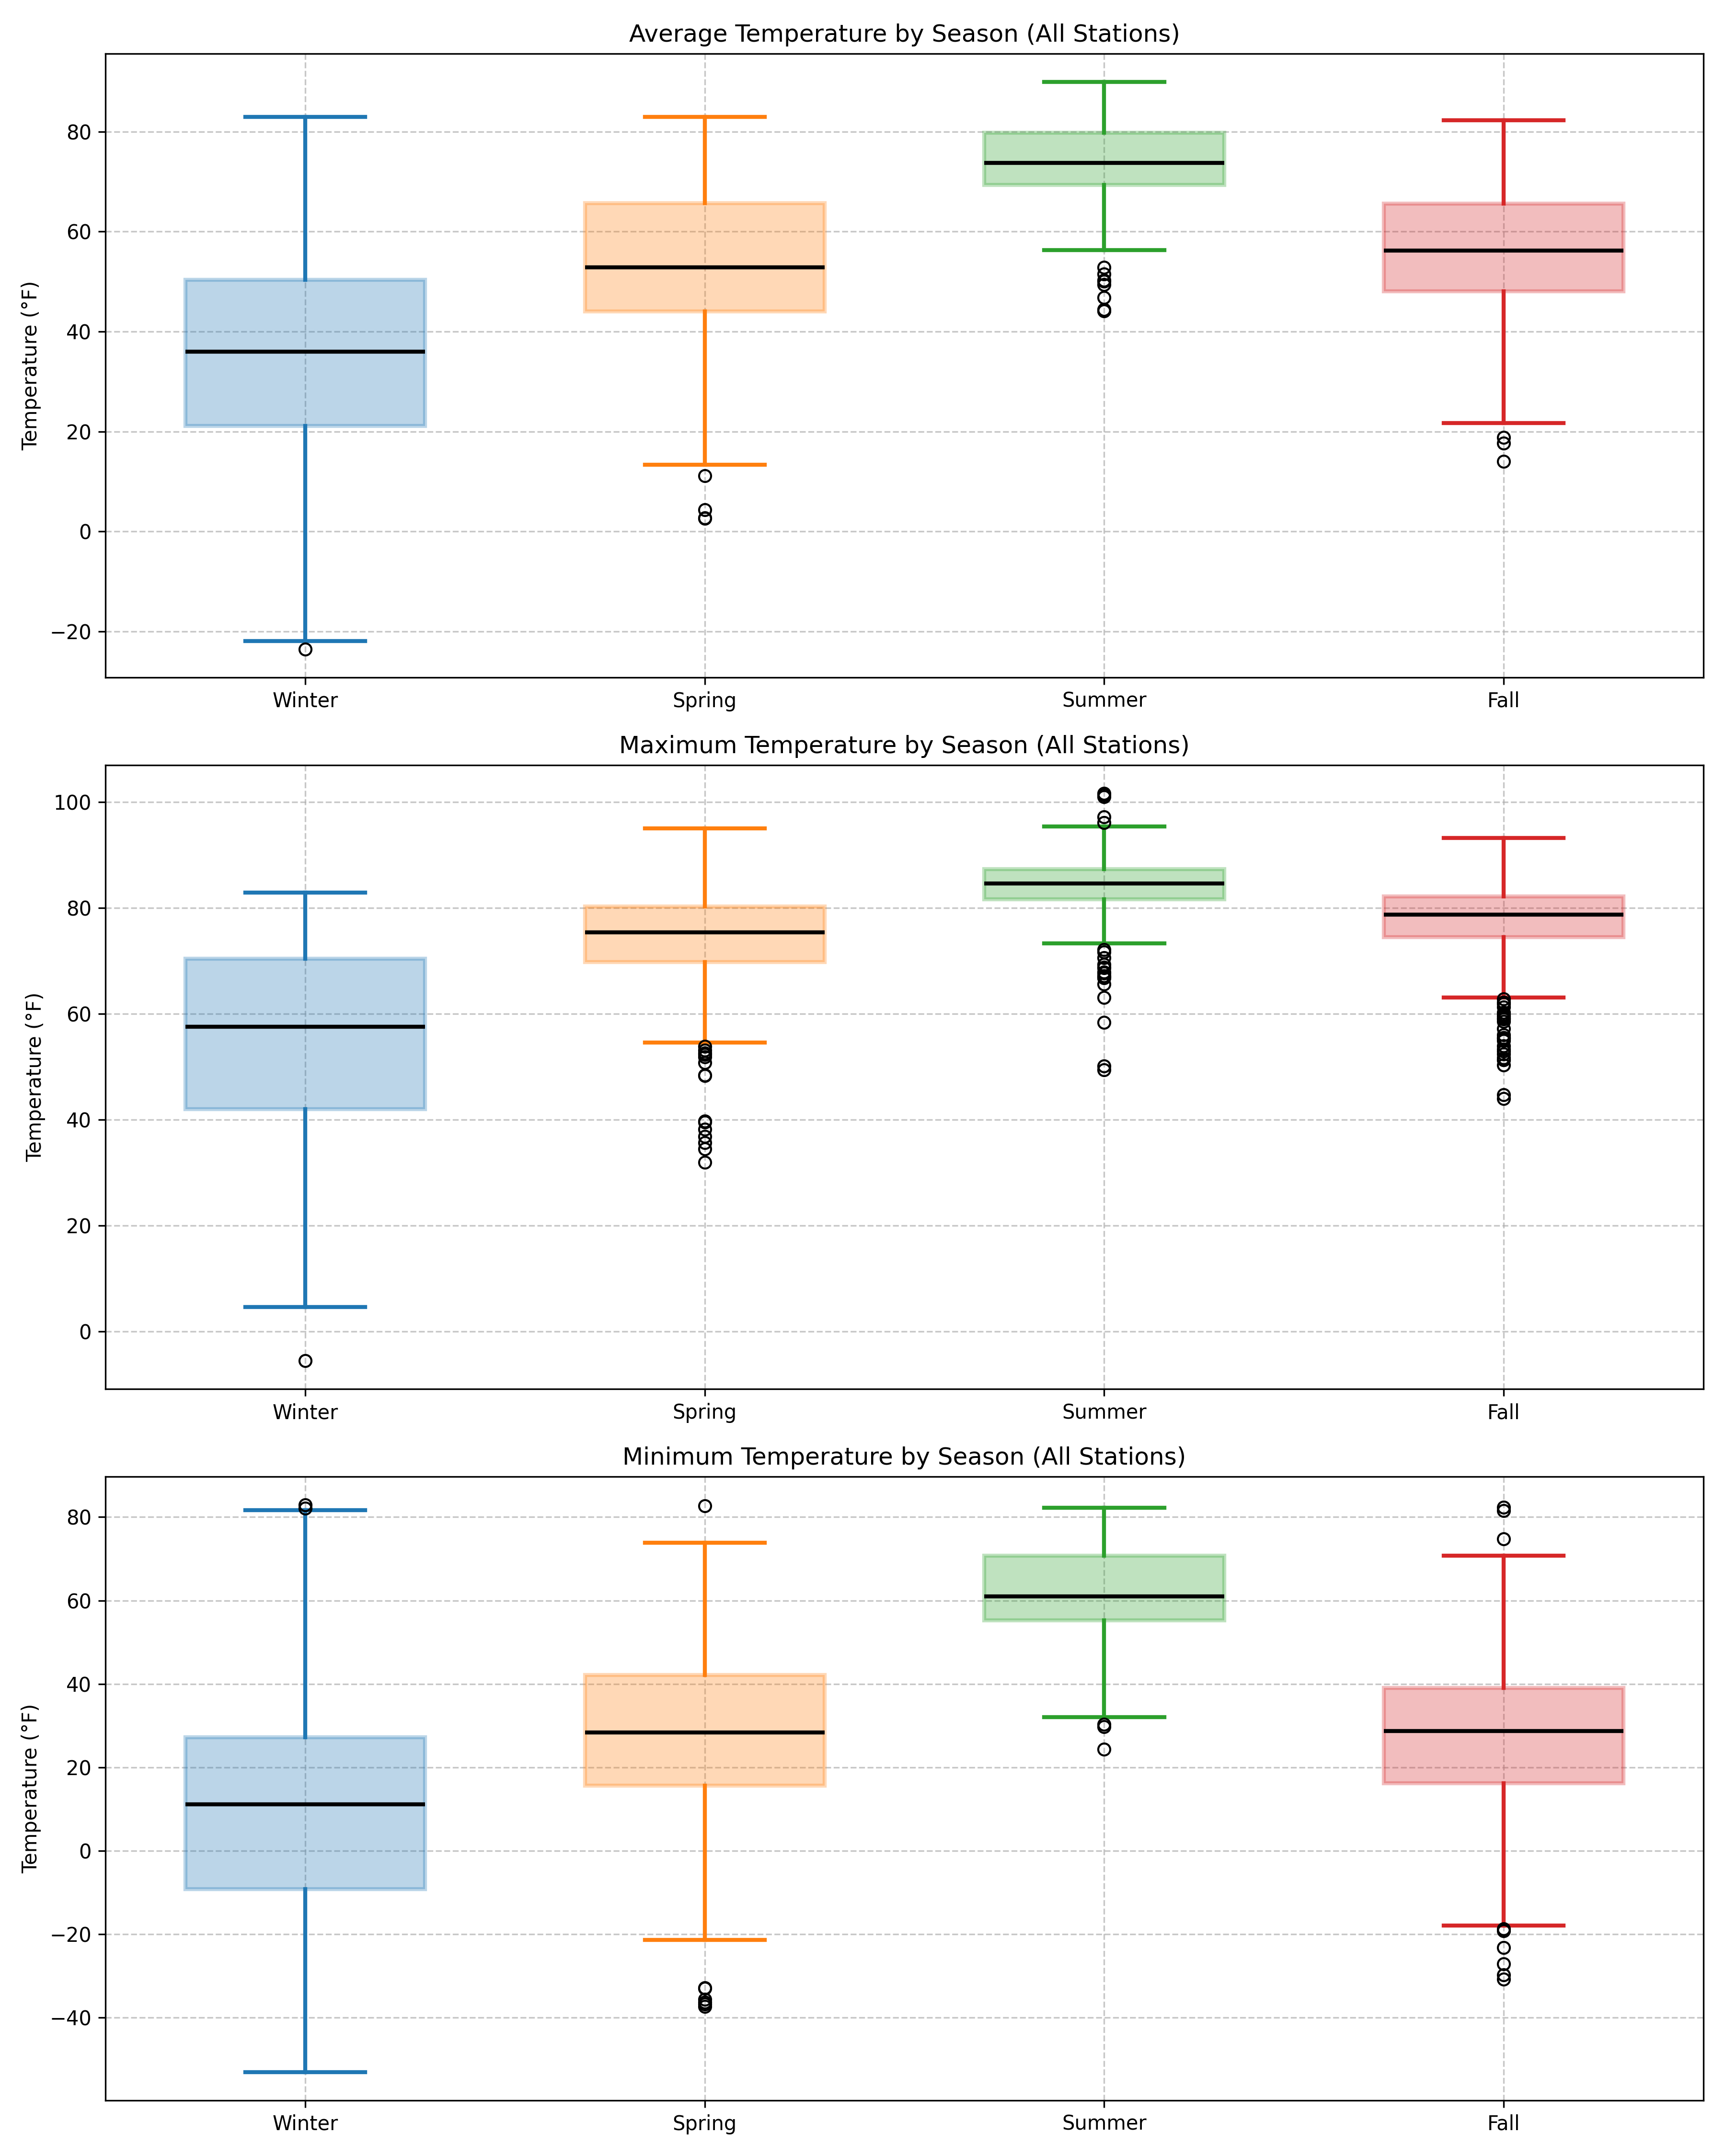 Average Temperature by Season (All Stations)
Temperature (°F)
80
60
40
20
0
−20
Winter Spring Summer Fall
Maximum Temperature by Season (All Stations)
Temperature (°F)
100
80
60
40
20
0
Winter Spring Summer Fall
Minimum Temperature by Season (All Stations)
Temperature (°F)
80
60
40
20
0
−20
−40
Winter Spring Summer Fall